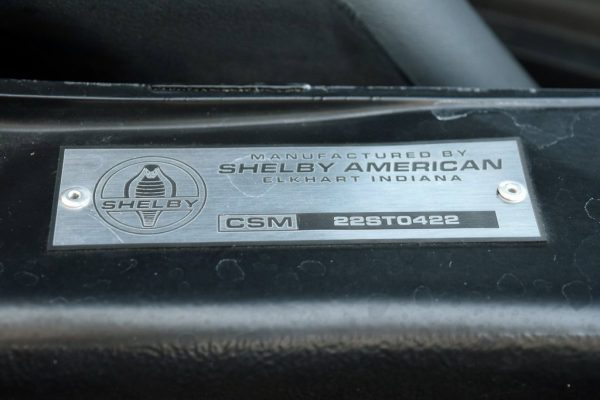 SHELBY
MANUFACTURED BY
SHELBY AMERICAN
ELKHART INDIANA
CSM 22ST0422